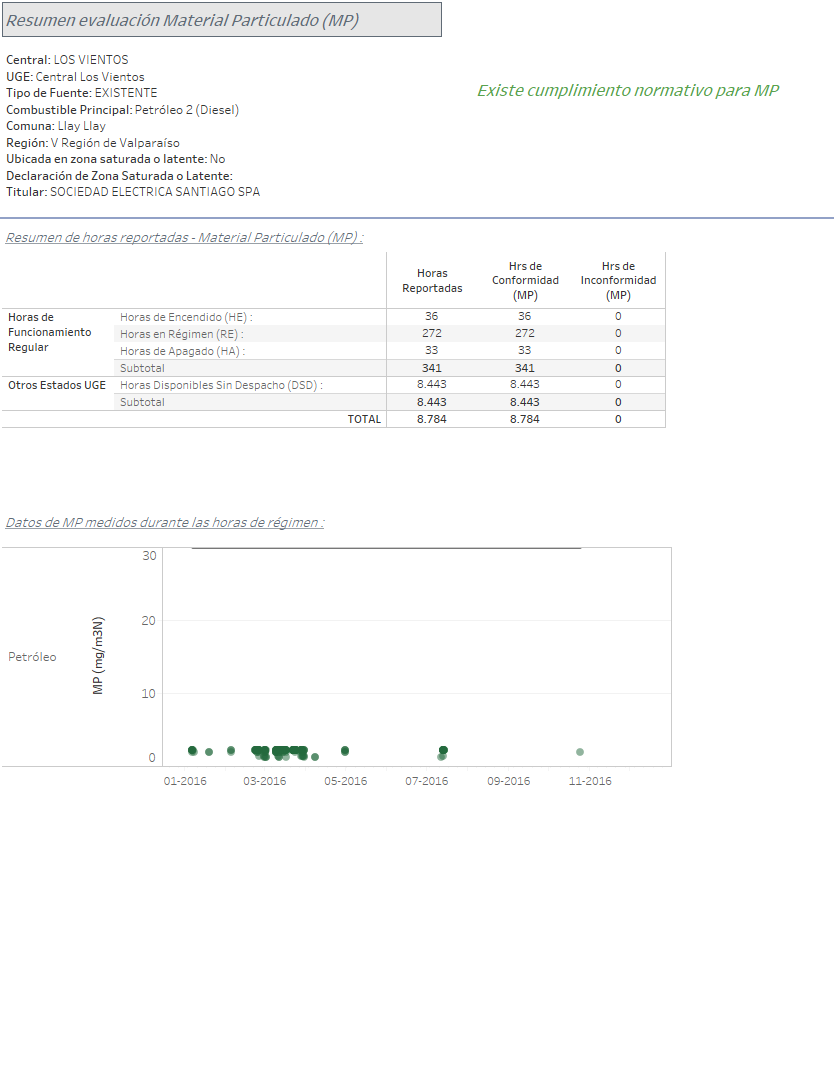 Resumen evaluación Material Particulado (MP)
Central: LOS VIENTOS
UGE: Central Los Vientos
Tipo de Fuente: EXISTENTE
Combustible Principal: Petróleo 2 (Diesel)
Comuna: Llay Llay
Región: V Región de Valparaíso
Ubicada en zona saturada o latente: No
Declaración de Zona Saturada o Latente:
Titular: SOCIEDAD ELECTRICA SANTIAGO SPA
Existe cumplimiento normativo para MP
Resumen de horas reportadas - Material Particulado (MP) :
Horas Reportadas Hrs de Conformidad (MP) Hrs de Inconformidad (MP)
Horas de Funcionamiento Regular Horas de Encendido (HE) : 36 36 0
Horas en Régimen (RE) : 272 272 0
Horas de Apagado (HA) : 33 33 0
Subtotal 341 341 0
Otros Estados UGE Horas Disponibles Sin Despacho (DSD) : 8.443 8.443 0
Subtotal 8.443 8.443 0
TOTAL 8.784 8.784 0
Datos de MP medidos durante las horas de régimen :
30
20
Petróleo
MP (mg/m3N)
10
0
01-2016 03-2016 05-2016 07-2016 09-2016 11-2016